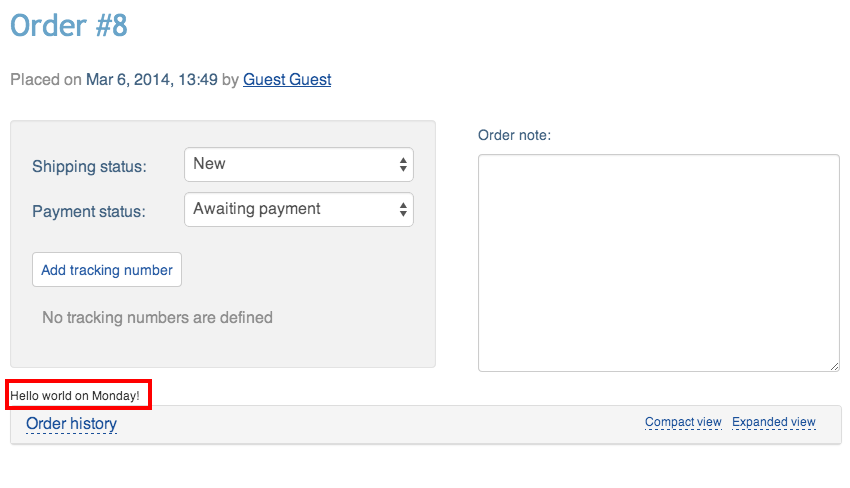 Order #8
Placed on Mar 6, 2014, 13:49 by Guest Guest
Shipping status: New
Payment status: Awaiting payment
Add tracking number
No tracking numbers are defined
Order note:
Hello world on Monday!
Order history
Compact view Expanded view